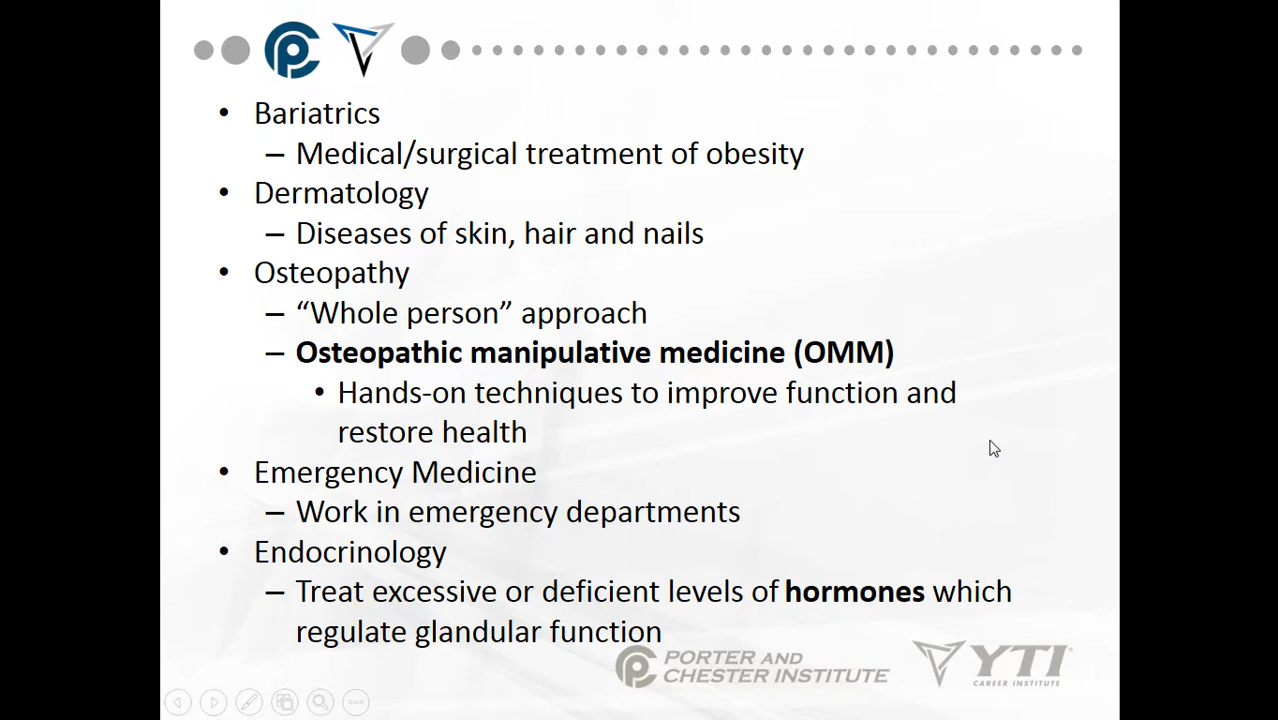 • Bariatrics
– Medical/surgical treatment of obesity
• Dermatology
– Diseases of skin, hair and nails
• Osteopathy
– “Whole person” approach
– Osteopathic manipulative medicine (OMM)
• Hands-on techniques to improve function and
restore health
• Emergency Medicine
– Work in emergency departments
• Endocrinology
– Treat excessive or deficient levels of hormones which
regulate glandular function
PORTER AND
CHESTER INSTITUTE
YTI
CAREER INSTITUTE